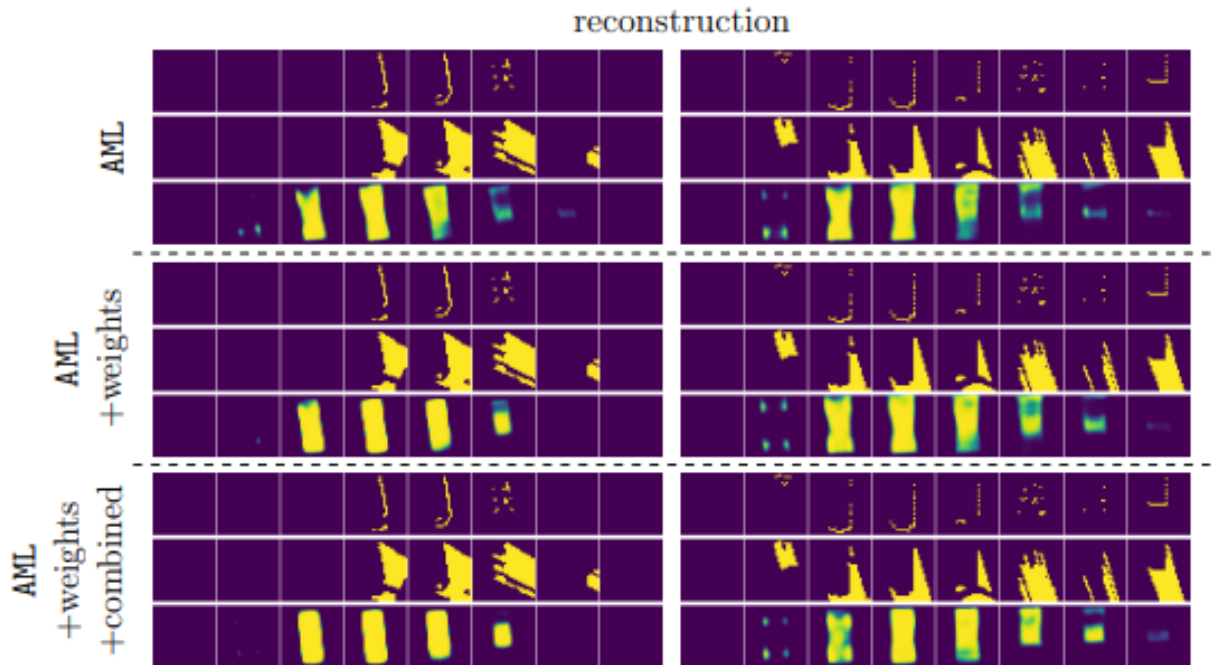 reconstruction
AML
AML
+weights
AML
+weights
+combined